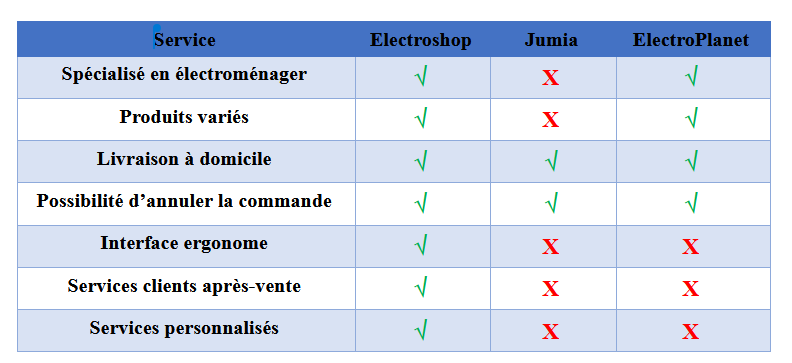 Service Electroshop Jumia ElectroPlanet
Spécialisé en électroménager √ X √
Produits variés √ X √
Livraison à domicile √ √ √
Possibilité d’annuler la commande √ √ √
Interface ergonome √ X X
Services clients après-vente √ X X
Services personnalisés √ X X